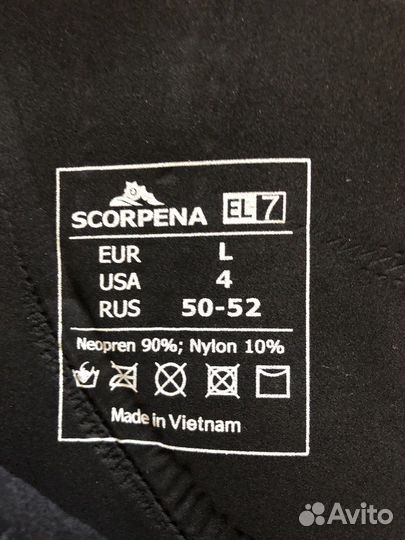 SCORPENA EL 7
EUR L
USA 4
RUS 50-52
Neopren 90%; Nylon 10%
Made in Vietnam
Avito